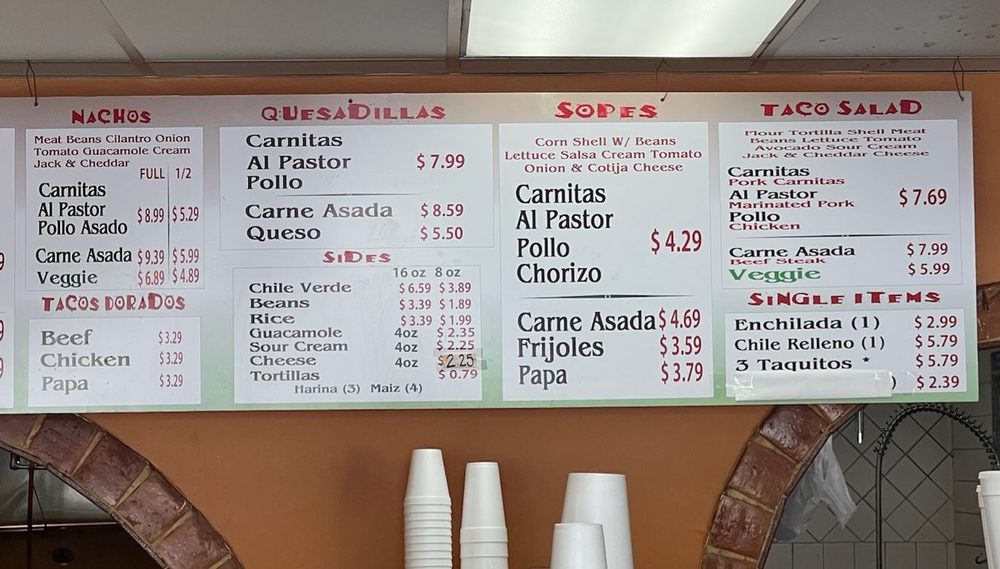 NACHOS
Meat Beans Cilantro Onion
Tomato Guacamole Cream
Jack & Cheddar
FULL 1/2
Carnitas
Al Pastor $8.99 $5.29
Pollo Asado
Carne Asada $9.39 $5.99
Veggie $6.89 $4.89
TACOS DORADOS
Beef $3.29
Chicken $3.29
Papa $3.29
QUESADILLAS
Carnitas
Al Pastor $7.99
Pollo
Carne Asada $8.59
Queso $5.50
SIDES
16 oz 8 oz
Chile Verde $6.59 $3.89
Beans $3.39 $1.89
Rice $3.39 $1.99
Guacamole 4oz $2.35
Sour Cream 4oz $2.25
Cheese 4oz $2.25
Tortillas $0.79
Harina (3) Maiz (4)
SOPES
Corn Shell W/ Beans
Lettuce Salsa Cream Tomato
Onion & Cotija Cheese
Carnitas
Al Pastor
Pollo $4.29
Chorizo
Carne Asada $4.69
Frijoles $3.59
Papa $3.79
TACO SALAD
Flour Tortilla Shell Meat
Beans Lettuce Tomato
Avocado Sour Cream
Jack & Cheddar Cheese
Carnitas
Pork Carnitas
Al Pastor $7.69
Marinated Pork
Pollo
Chicken
Carne Asada $7.99
Beef Steak
Veggie $5.99
SINGLE ITEMS
Enchilada (1) $2.99
Chile Relleno (1) $5.79
3 Taquitos * $5.79
) $2.39